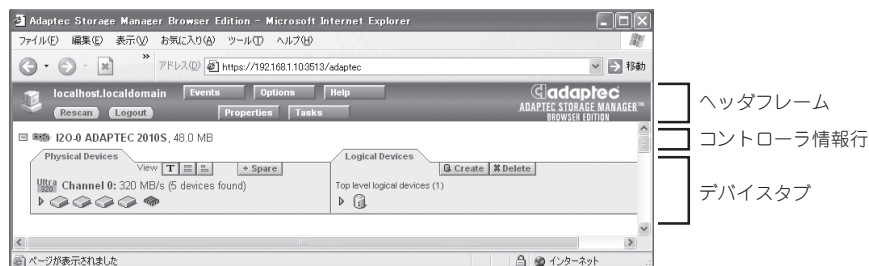 Adaptec Storage Manager Browser Edition - Microsoft Internet Explorer
ファイル(F) 編集(E) 表示(V) お気に入り(A) ツール(T) ヘルプ(H)
アドレス(D) https://192.168.1.10:3513/adaptec 移動
localhost.localdomain Events Options Help
Rescan Logout Properties Tasks
adaptec
ADAPTEC STORAGE MANAGER™
BROWSER EDITION
ヘッダフレーム
I2O-0 ADAPTEC 2010S, 48.0 MB
コントローラ情報行
Physical Devices
View T + Spare
Ultra 320 Channel 0: 320 MB/s (5 devices found)
Logical Devices
Create Delete
Top level logical devices (1)
デバイスタブ
ページが表示されました インターネット